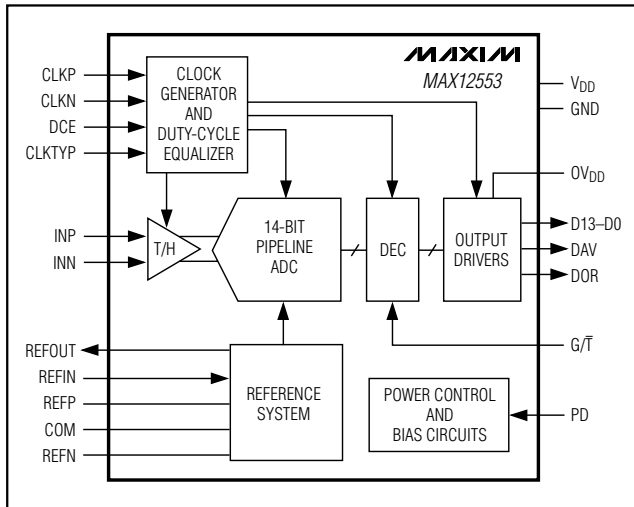 MAXIM
MAX12553
CLKP
CLKN
DCE
CLKTYP
CLOCK
GENERATOR
AND
DUTY-CYCLE
EQUALIZER
VDD
GND
OVDD
INP
INN
T/H
14-BIT
PIPELINE
ADC
DEC
OUTPUT
DRIVERS
D13–D0
DAV
DOR
REFOUT
REFIN
REFP
COM
REFN
REFERENCE
SYSTEM
G/T̅
POWER CONTROL
AND
BIAS CIRCUITS
PD